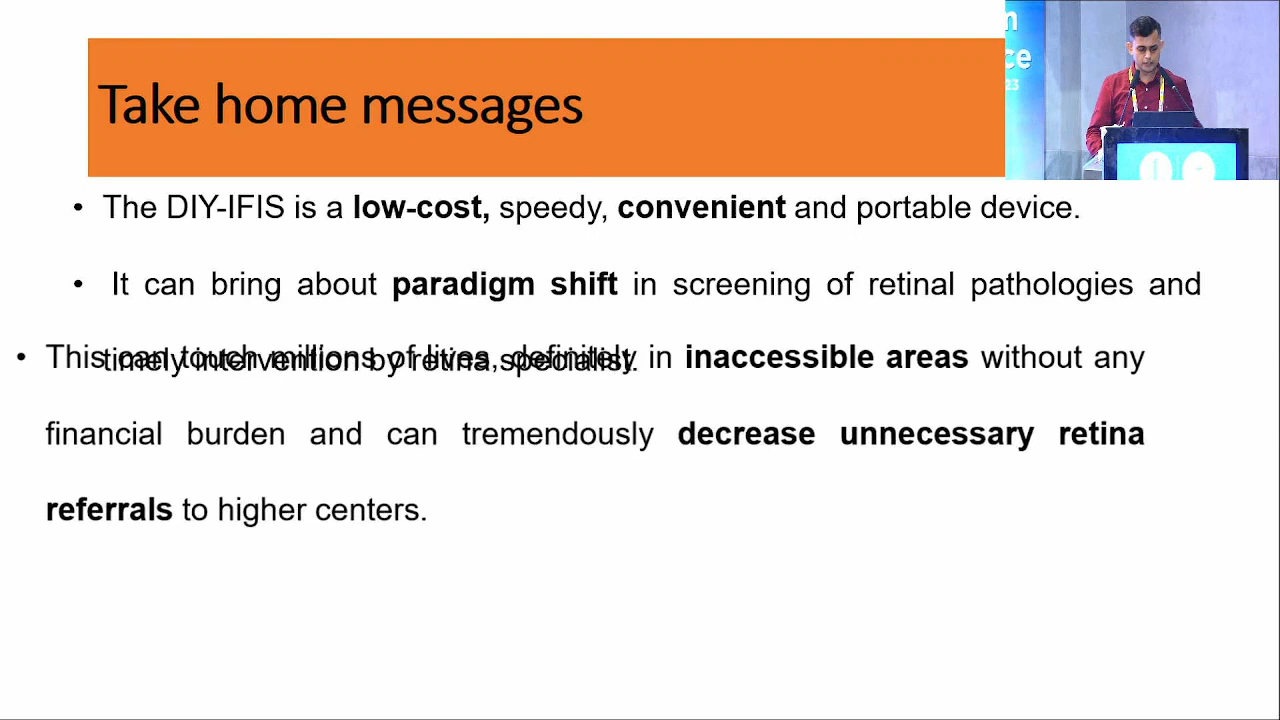 Take home messages
n
ce
23
• The DIY-IFIS is a low-cost, speedy, convenient and portable device.
• It can bring about paradigm shift in screening of retinal pathologies and
timely intervention by retina specialist.
• This can touch millions of lives, definitely in inaccessible areas without any
financial burden and can tremendously decrease unnecessary retina
referrals to higher centers.